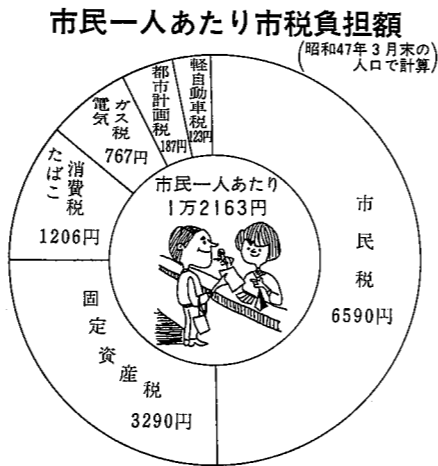 市民一人あたり市税負担額
(昭和47年3月末の
人口で計算)
市民一人あたり
1万2163円
市民税
6590円
固定資産税
3290円
たばこ
消費税
1206円
電気
ガス税
767円
都市計画税
187円
軽自動車税
123円